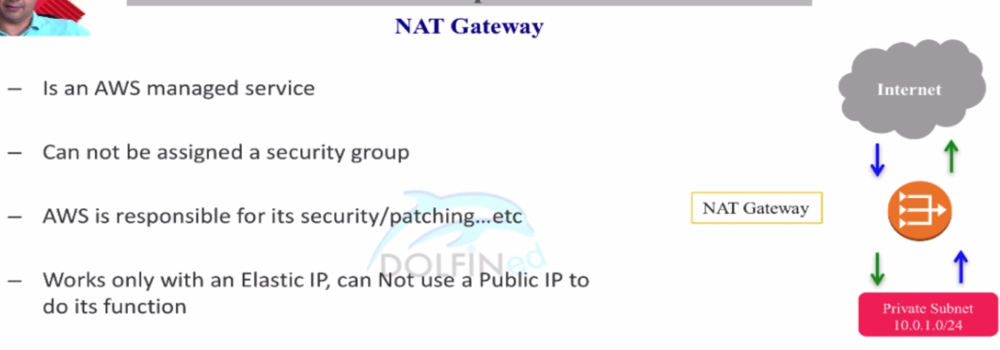 NAT Gateway
– Is an AWS managed service
– Can not be assigned a security group
– AWS is responsible for its security/patching...etc
– Works only with an Elastic IP, can Not use a Public IP to
do its function
DOLFINed
Internet
NAT Gateway
Private Subnet
10.0.1.0/24